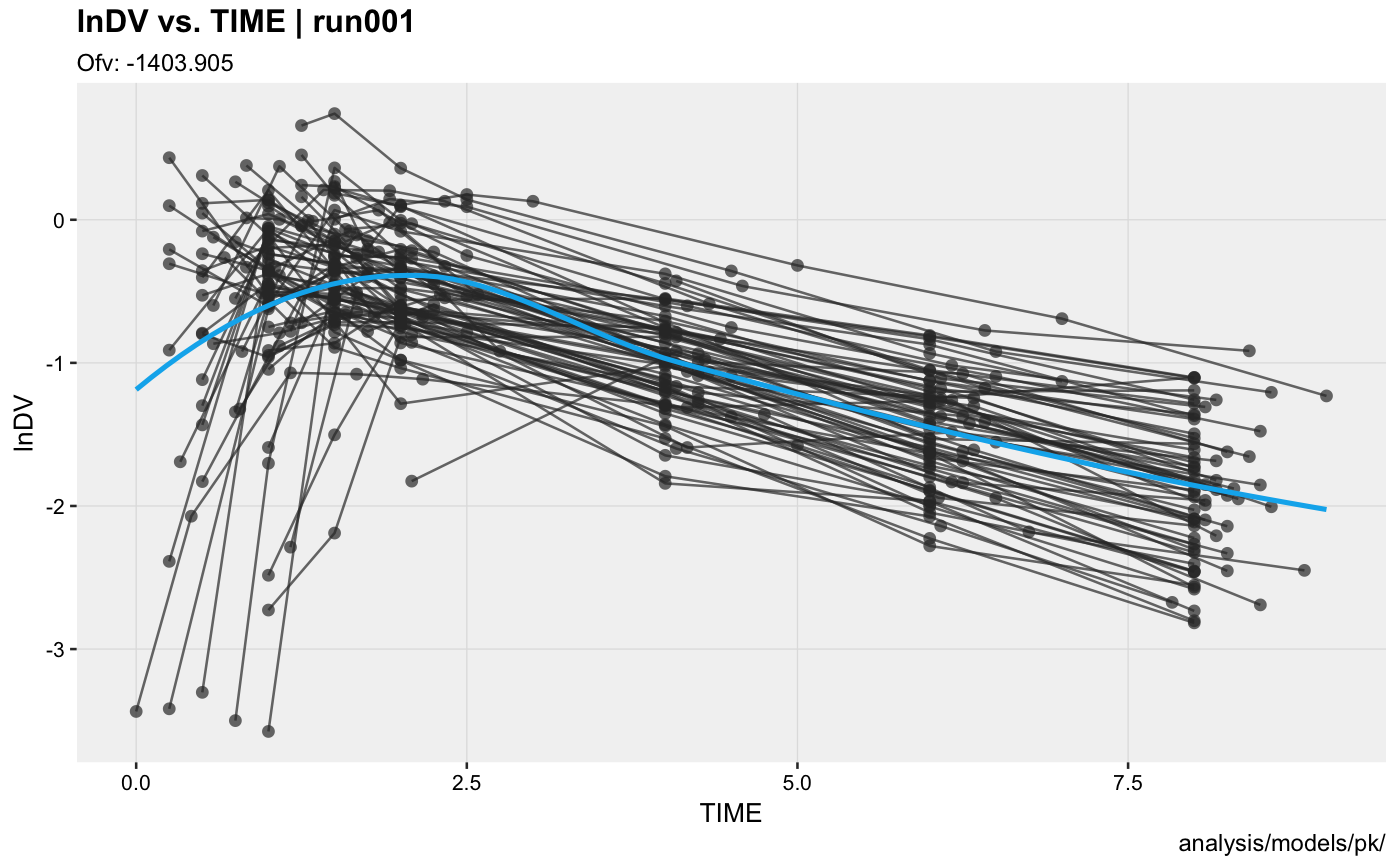 lnDV vs. TIME | run001
Ofv: -1403.905
lnDV
0
-1
-2
-3
0.0 2.5 5.0 7.5
TIME
analysis/models/pk/